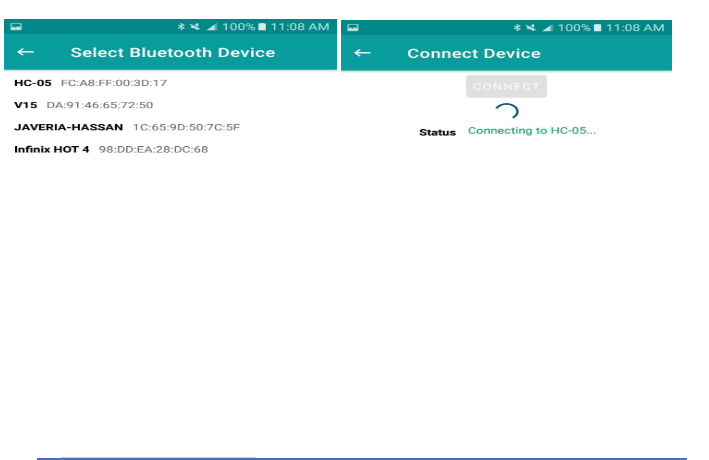 100% 11:08 AM
Select Bluetooth Device
HC-05 FC:A8:FF:00:3D:17
V15 DA:91:46:65:72:50
JAVERIA-HASSAN 1C:65:9D:50:7C:5F
Infinix HOT 4 98:DD:EA:28:DC:68
100% 11:08 AM
Connect Device
CONNECT
Status Connecting to HC-05...